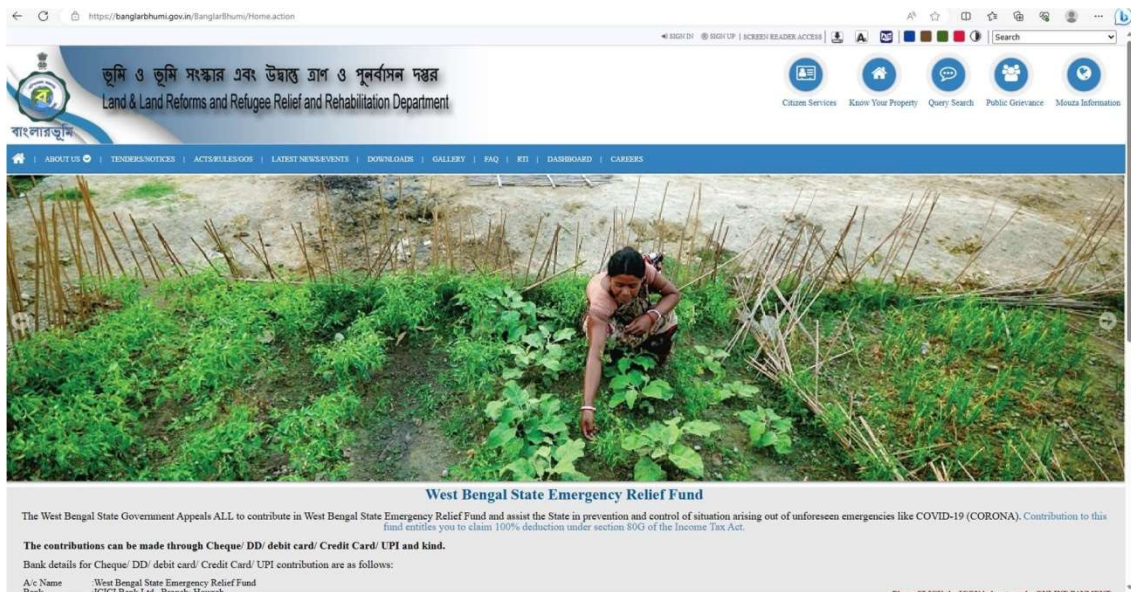 https://banglarbhumi.gov.in/BanglarBhumi/Home.action
SIGN IN SIGN UP | SCREEN READER ACCESS | A | Search
ভূমি ও ভূমি সংস্কার এবং উদ্বাস্তু ত্রাণ ও পুনর্বাসন দপ্তর
Land & Land Reforms and Refugee Relief and Rehabilitation Department
বাংলারভূমি
Citizen Services Know Your Property Query Search Public Grievance Mouza Information
ABOUT US | TENDERS/NOTICES | ACTS/RULES/GOS | LATEST NEWS/EVENTS | DOWNLOADS | GALLERY | FAQ | RTI | DASHBOARD | CAREERS
West Bengal State Emergency Relief Fund
The West Bengal State Government Appeals ALL to contribute in West Bengal State Emergency Relief Fund and assist the State in prevention and control of situation arising out of unforeseen emergencies like COVID-19 (CORONA). Contribution to this
fund entitles you to claim 100% deduction under section 80G of the Income Tax Act.
The contributions can be made through Cheque/ DD/ debit card/ Credit Card/ UPI and kind.
Bank details for Cheque/ DD/ debit card/ Credit Card/ UPI contribution are as follows:
A/c Name :West Bengal State Emergency Relief Fund